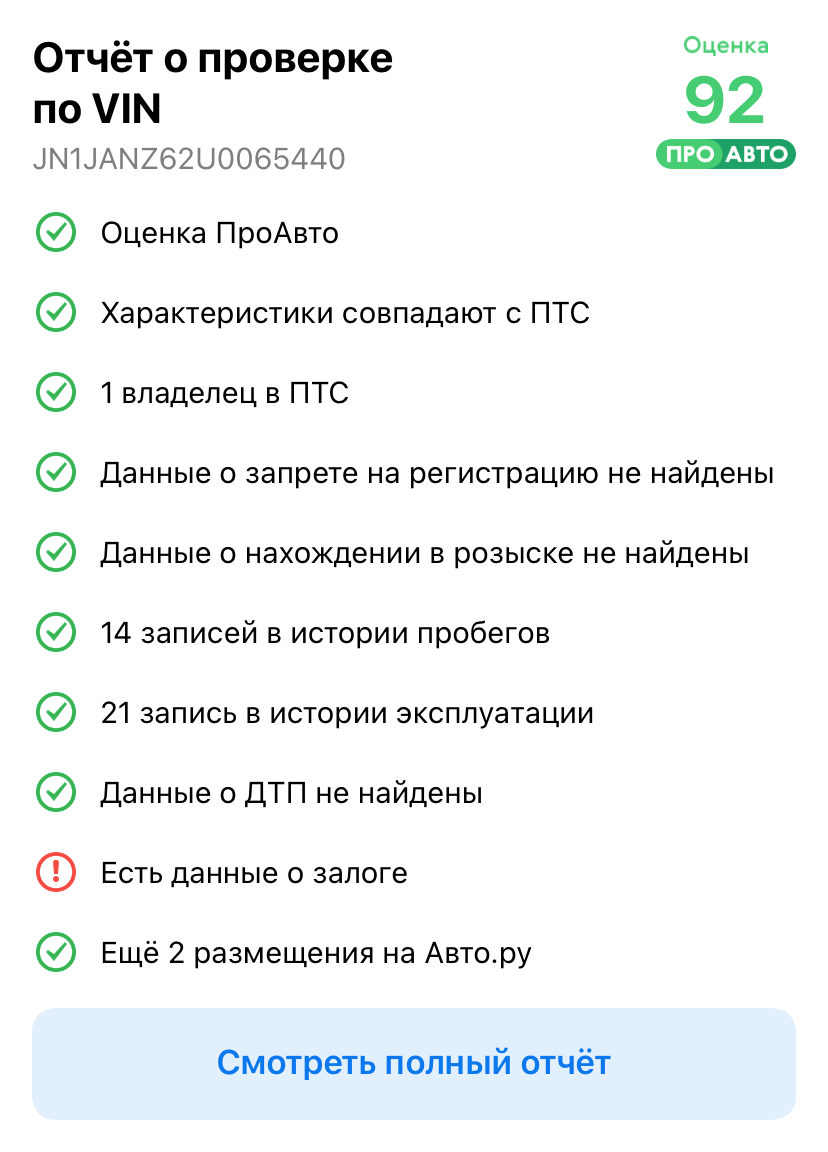 Отчёт о проверке
по VIN
JN1JANZ62U0065440
Оценка
92
ПРО АВТО
Оценка ПроАвто
Характеристики совпадают с ПТС
1 владелец в ПТС
Данные о запрете на регистрацию не найдены
Данные о нахождении в розыске не найдены
14 записей в истории пробегов
21 запись в истории эксплуатации
Данные о ДТП не найдены
Есть данные о залоге
Ещё 2 размещения на Авто.ру
Смотреть полный отчёт